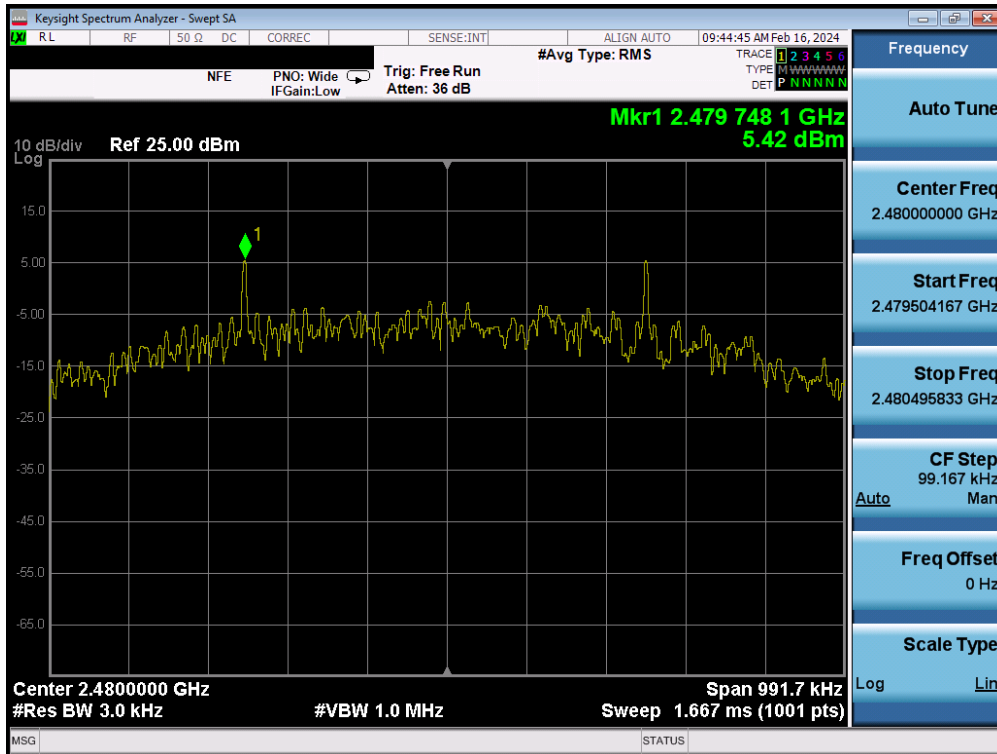 Keysight Spectrum Analyzer - Swept SA
LXI RL RF 50 Ω DC CORREC SENSE:INT ALIGN AUTO 09:44:45 AM Feb 16, 2024
NFE PNO: Wide Trig: Free Run #Avg Type: RMS TRACE 1 2 3 4 5 6
IFGain:Low Atten: 36 dB TYPE M WWWWW
DET P N N N N N
Mkr1 2.479 748 1 GHz
5.42 dBm
10 dB/div Ref 25.00 dBm
Log
1
15.0
5.00
-5.00
-15.0
-25.0
-35.0
-45.0
-55.0
-65.0
Center 2.4800000 GHz Span 991.7 kHz
#Res BW 3.0 kHz #VBW 1.0 MHz Sweep 1.667 ms (1001 pts)
MSG STATUS
Frequency
Auto Tune
Center Freq
2.480000000 GHz
Start Freq
2.479504167 GHz
Stop Freq
2.480495833 GHz
CF Step
99.167 kHz
Auto Man
Freq Offset
0 Hz
Scale Type
Log Lin